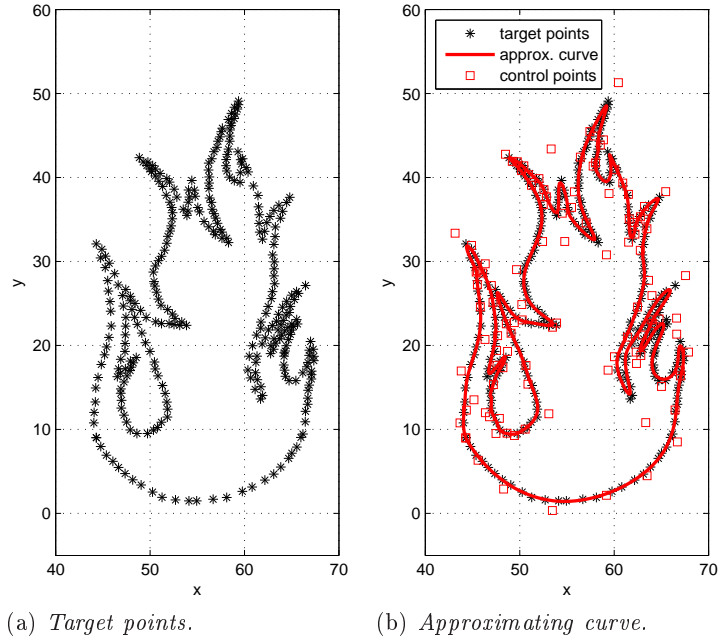 60
50
40
30
20
10
0
y
40
50
60
70
x
60
50
40
30
20
10
0
y
40
50
60
70
x
target points
approx. curve
control points
(a) Target points.
(b) Approximating curve.